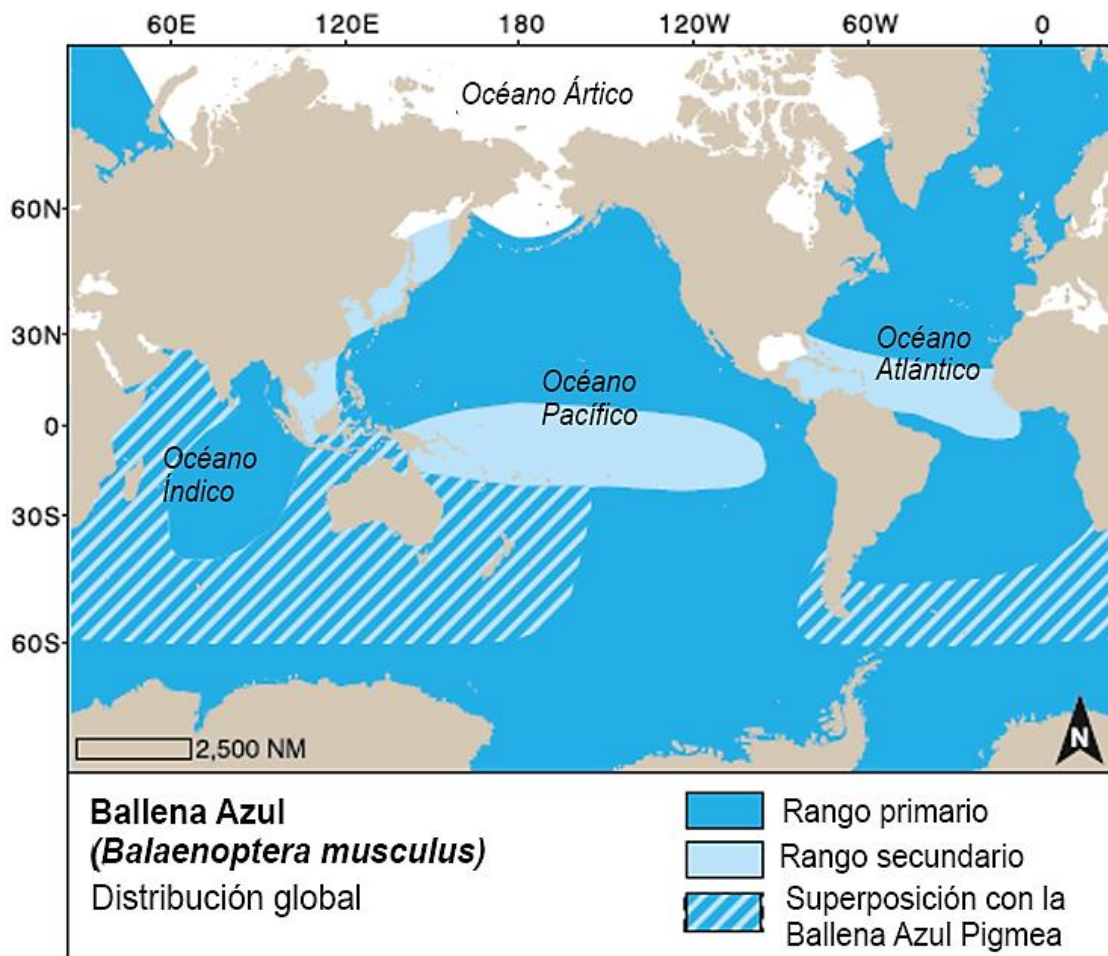 60E 120E 180 120W 60W 0
Océano Ártico
60N
30N
0
30S
60S
Océano
Atlántico
Océano
Pacífico
Océano
Índico
2,500 NM
N
Ballena Azul
(Balaenoptera musculus)
Distribución global
Rango primario
Rango secundario
Superposición con la
Ballena Azul Pigmea